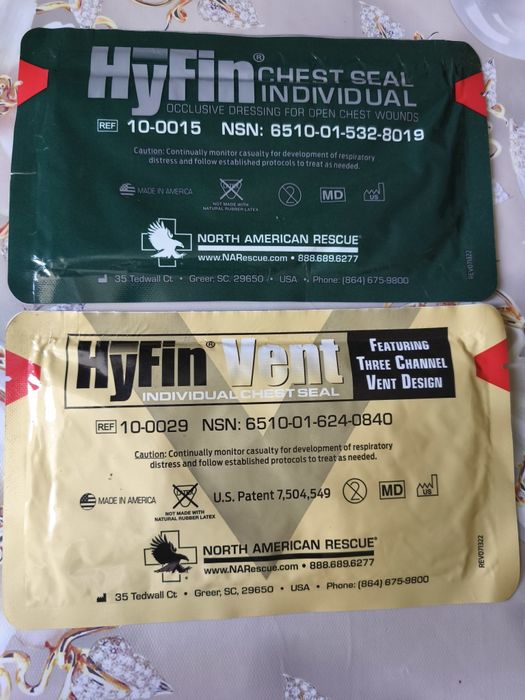 HyFin® CHEST SEAL
INDIVIDUAL
OCCLUSIVE DRESSING FOR OPEN CHEST WOUNDS
REF 10-0015 NSN: 6510-01-532-8019
Caution: Continually monitor casualty for development of respiratory
distress and follow established protocols to treat as needed.
MADE IN AMERICA
LATEX
NOT MADE WITH
NATURAL RUBBER LATEX
2
MD
US
NORTH AMERICAN RESCUE®
www.NARescue.com • 888.689.6277
35 Tedwall Ct • Greer, SC, 29650 • USA • Phone: (864) 675-9800
REV071322
HyFin® Vent
INDIVIDUAL CHEST SEAL
FEATURING
THREE CHANNEL
VENT DESIGN
REF 10-0029 NSN: 6510-01-624-0840
Caution: Continually monitor casualty for development of respiratory
distress and follow established protocols to treat as needed.
MADE IN AMERICA
LATEX
NOT MADE WITH
NATURAL RUBBER LATEX
U.S. Patent 7,504,549
2
MD
US
NORTH AMERICAN RESCUE®
www.NARescue.com • 888.689.6277
35 Tedwall Ct • Greer, SC, 29650 • USA • Phone: (864) 675-9800
REV071322